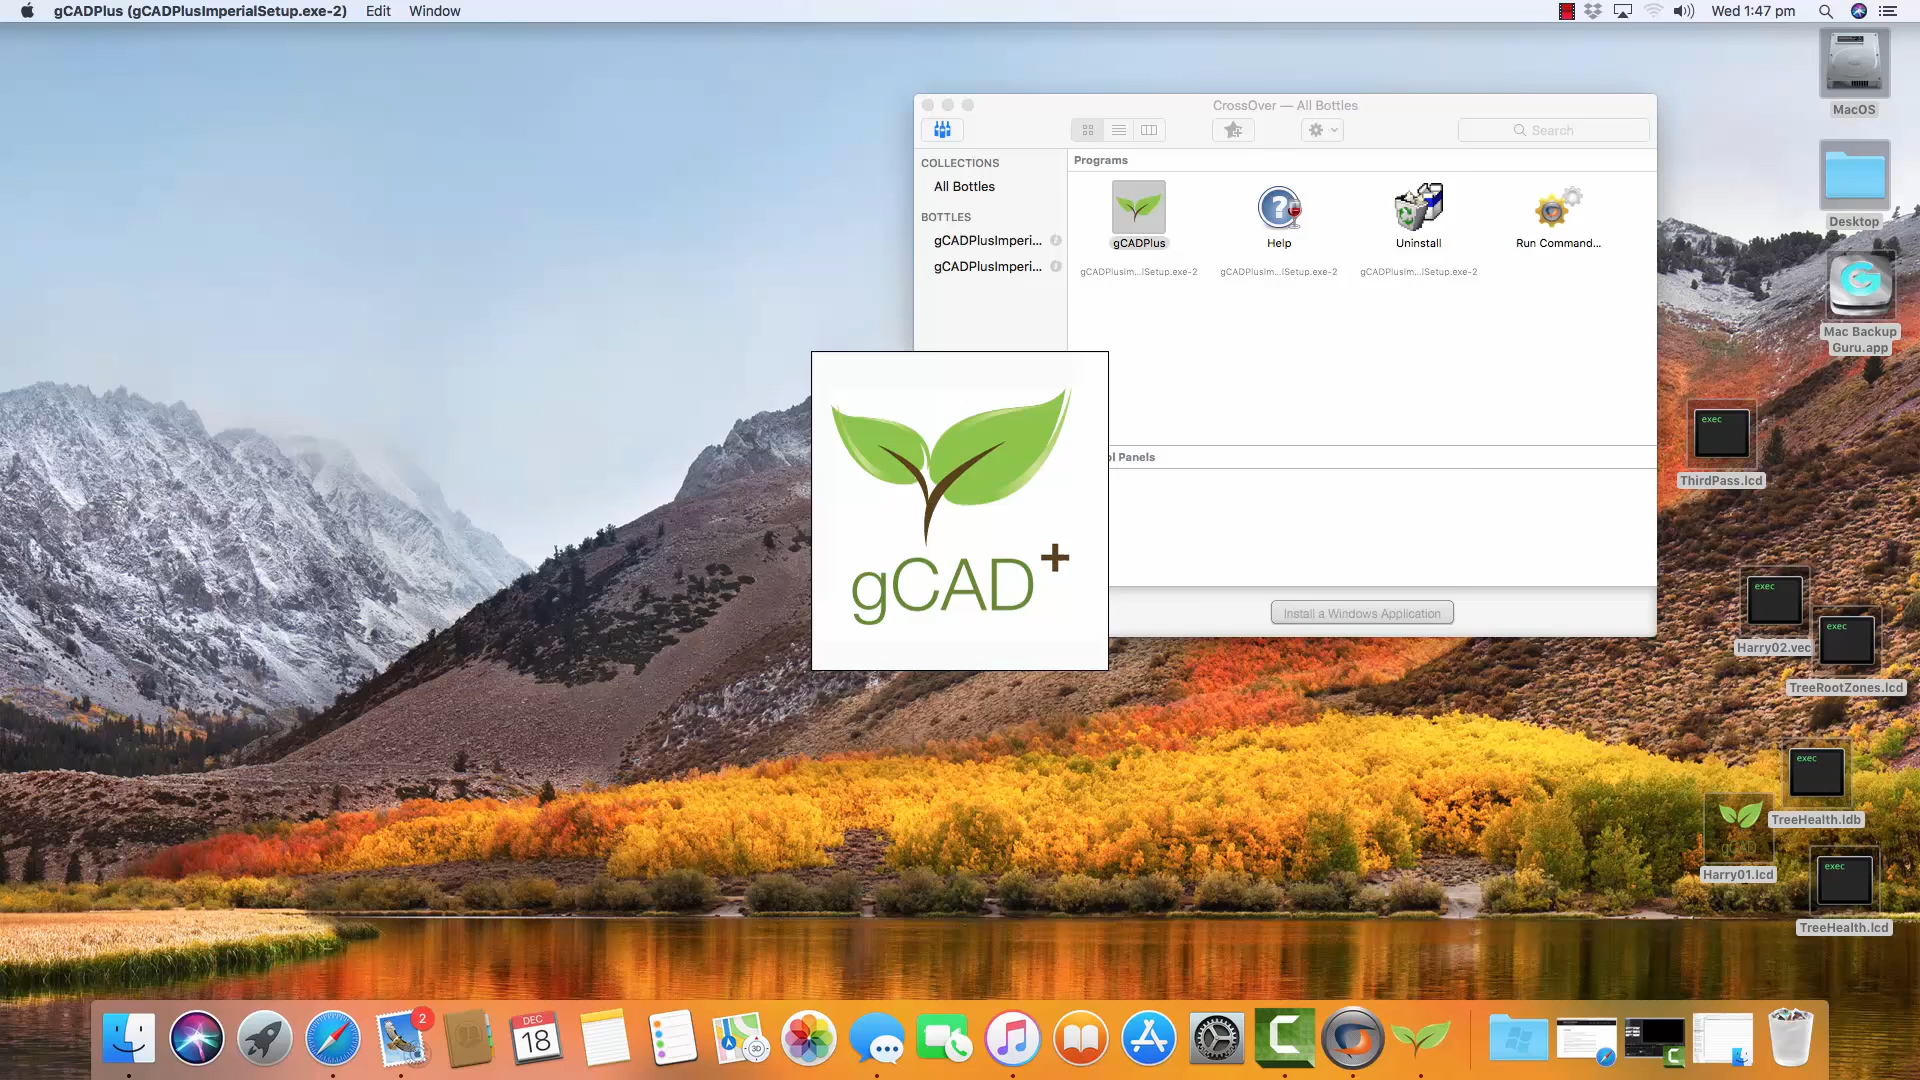 gCADPlus (gCADPlusImperialSetup.exe-2) Edit Window
Wed 1:47 pm
CrossOver — All Bottles
Search
COLLECTIONS
All Bottles
BOTTLES
gCADPlusImperi...
gCADPlusImperi...
Programs
gCADPlus
gCADPlusIm...lSetup.exe-2
Help
gCADPlusIm...lSetup.exe-2
Uninstall
gCADPlusIm...lSetup.exe-2
Run Command...
ol Panels
Install a Windows Application
gCAD+
MacOS
Desktop
Mac Backup
Guru.app
exec
ThirdPass.lcd
exec
Harry02.vec
exec
TreeRootZones.lcd
exec
TreeHealth.ldb
gCAD
Harry01.lcd
exec
TreeHealth.lcd
2
DEC
18
3D